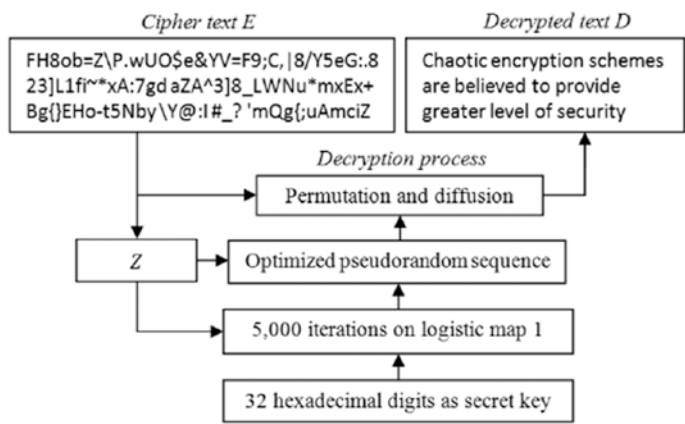 Cipher text E
Decrypted text D
FH8ob=Z\P.wUO$e&YV=F9;C,|8/Y5eG:.8
23]L1fi~*xA:7gd aZA^3]8_LWNu*mxEx+
Bg{}EHo-t5Nby\Y@:I#_? 'mQg{;uAmciZ
Chaotic encryption schemes
are believed to provide
greater level of security
Decryption process
Permutation and diffusion
Z
Optimized pseudorandom sequence
5,000 iterations on logistic map 1
32 hexadecimal digits as secret key